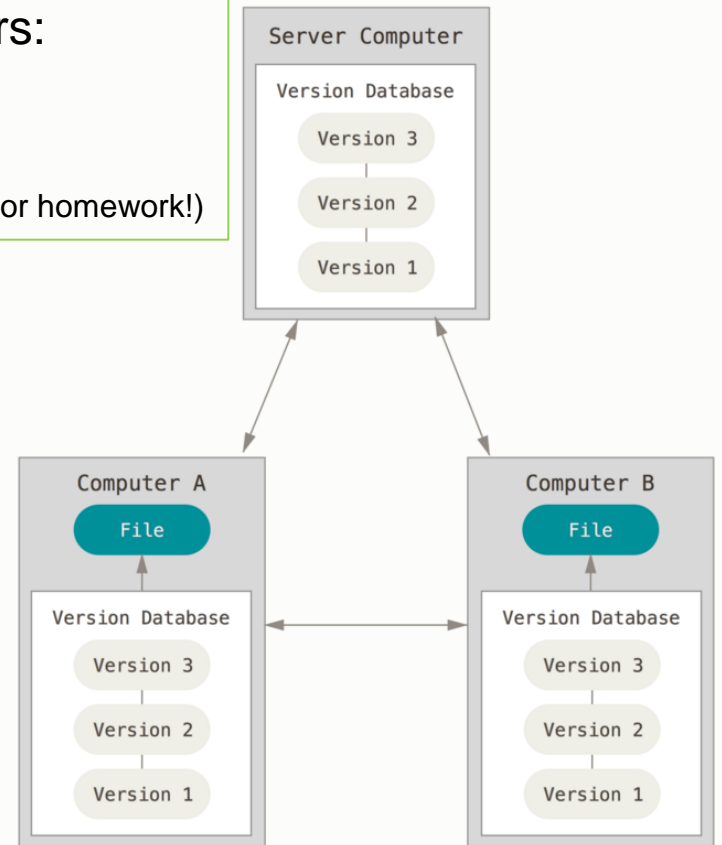 rs:
or homework!)
Server Computer
Version Database
Version 3
Version 2
Version 1
Computer A
File
Version Database
Version 3
Version 2
Version 1
Computer B
File
Version Database
Version 3
Version 2
Version 1